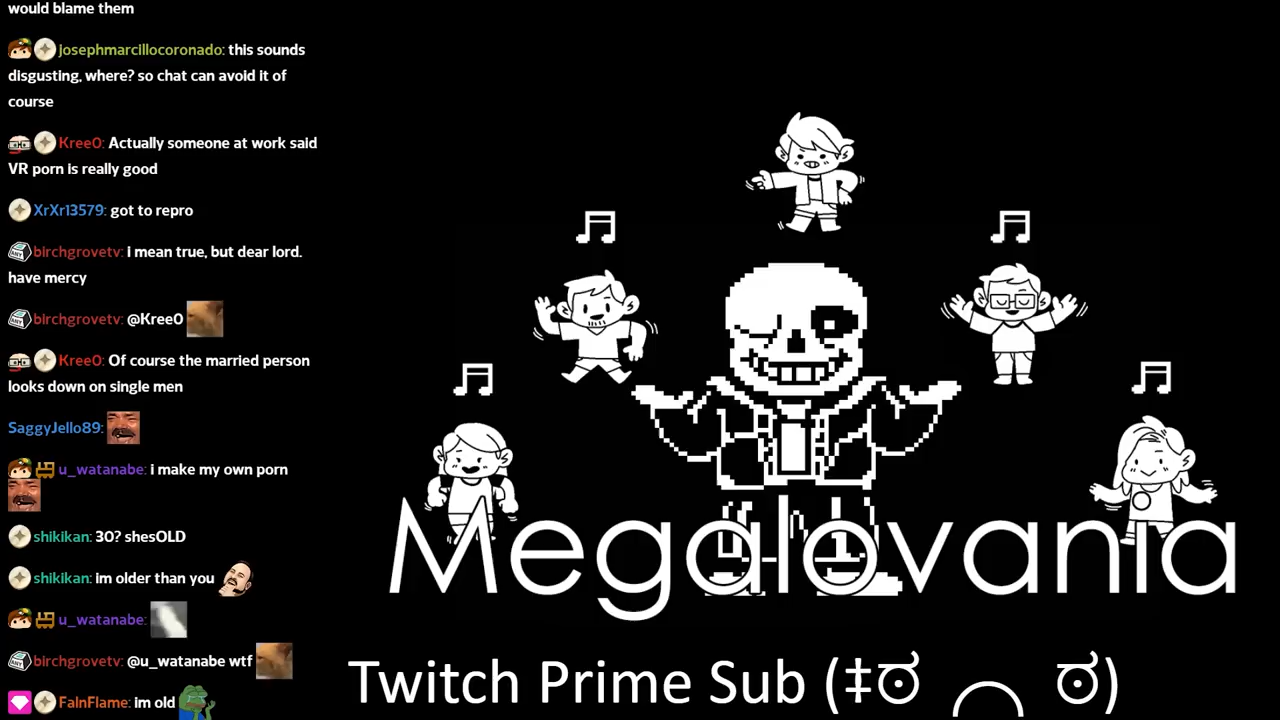 would blame them
josephmarcillocoronado: this sounds
disgusting, where? so chat can avoid it of
course
Kree0: Actually someone at work said
VR porn is really good
XrXr13579: got to repro
birchgrovetv: i mean true, but dear lord.
have mercy
birchgrovetv: @Kree0
Kree0: Of course the married person
looks down on single men
SaggyJello89:
u_watanabe: i make my own porn
shikikan: 30? shesOLD
shikikan: im older than you
u_watanabe:
birchgrovetv: @u_watanabe wtf
FalnFlame: im old
Megalovania
Twitch Prime Sub (‡ಠ ╭╮ ಠ)